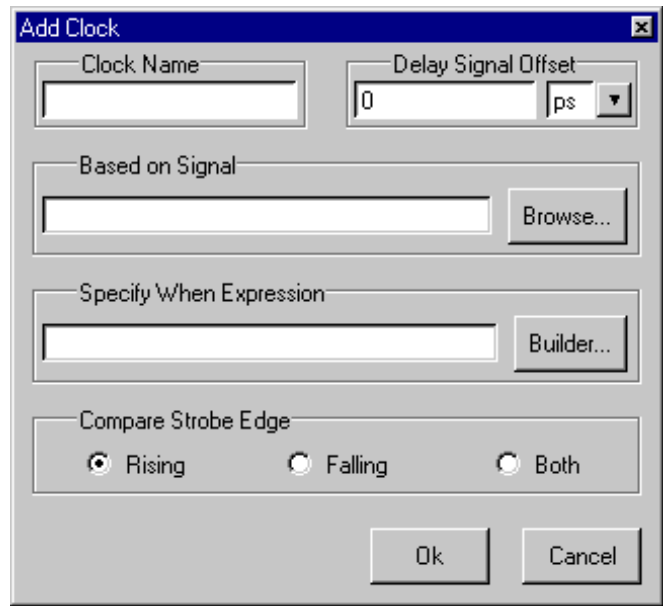 Add Clock
Clock Name
Delay Signal Offset
0 ps
Based on Signal
Browse...
Specify When Expression
Builder...
Compare Strobe Edge
Rising Falling Both
Ok Cancel